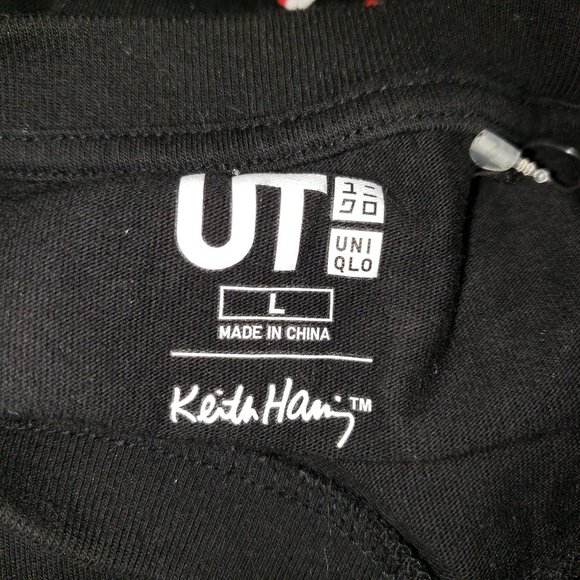 UT
ユニ
クロ
UNI
QLO
L
MADE IN CHINA
Keith Haring™